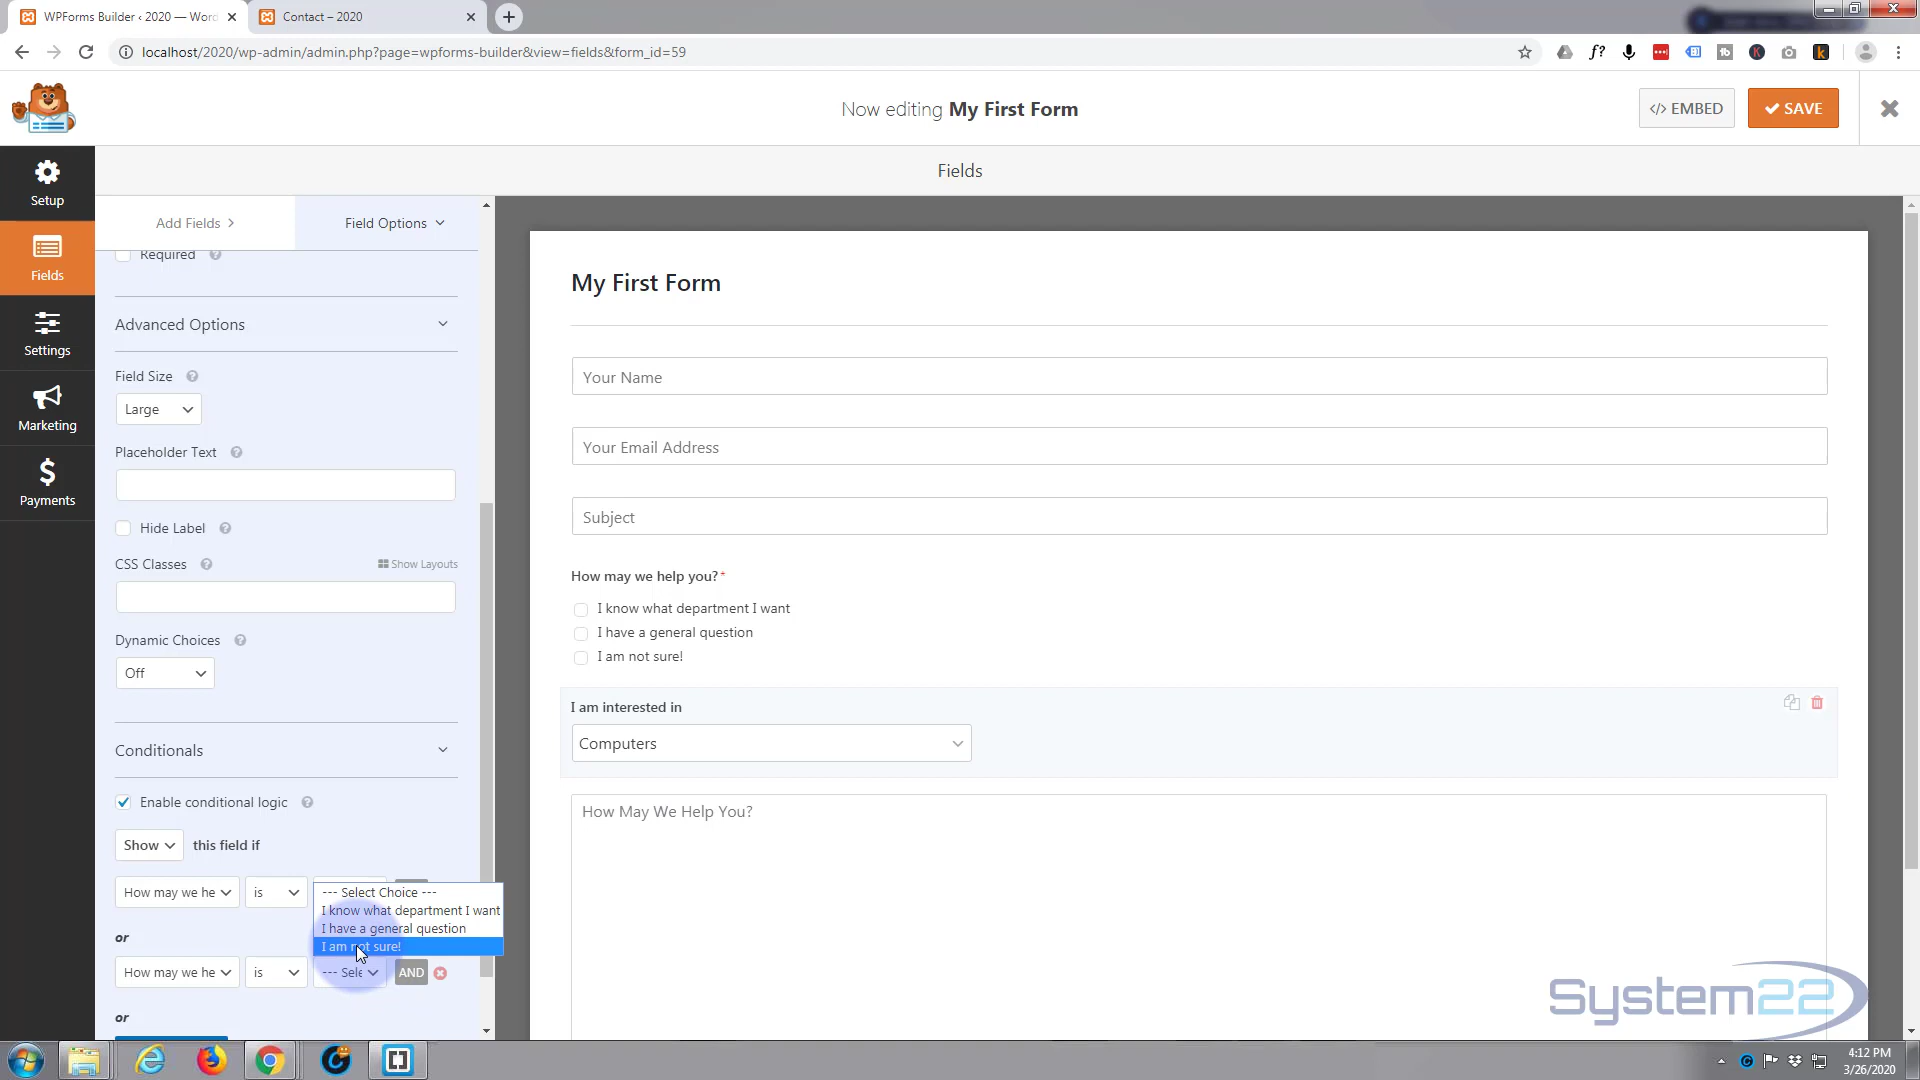 WPForms Builder ‹ 2020 — Word
Contact – 2020
localhost/2020/wp-admin/admin.php?page=wpforms-builder&view=fields&form_id=59
Now editing My First Form
</> EMBED
SAVE
Fields
Setup
Fields
Settings
Marketing
Payments
Add Fields
Field Options
Required
Advanced Options
Field Size
Large
Placeholder Text
Hide Label
CSS Classes
Show Layouts
Dynamic Choices
Off
Conditionals
Enable conditional logic
Show this field if
How may we he is
--- Select Choice ---
I know what department I want
I have a general question
I am not sure!
or
How may we he is --- Sele AND
or
My First Form
Your Name
Your Email Address
Subject
How may we help you? *
I know what department I want
I have a general question
I am not sure!
I am interested in
Computers
How May We Help You?
System22
4:12 PM
3/26/2020